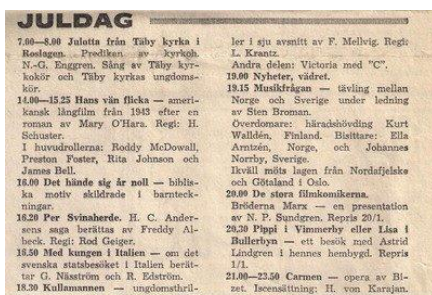 JULDAG
7.00—8.00 Julotta från Täby kyrka i
Roslagen. Predikan av kyrkoh.
N.-G. Enggren. Sång av Täby kyr-
kokör och Täby kyrkas ungdoms-
kör.
14.00—15.25 Hans vän flicka — ameri-
kansk långfilm från 1943 efter en
roman av Mary O'Hara. Regi: H.
Schuster.
I huvudrollerna: Roddy McDowall,
Preston Foster, Rita Johnson och
James Bell.
16.00 Det hände sig år noll — biblis-
ka motiv skildrade i barnteck-
ningar.
16.20 Per Svinaherde. H. C. Ander-
sens saga berättas av Freddy Al-
beck. Regi: Rod Geiger.
16.50 Med kungen i Italien — om det
svenska statsbesöket i Italien berät-
tar G. Näsström och R. Edström.
18.30 Kullamannen — ungdomsthril-
ler i sju avsnitt av F. Mellvig. Regi:
L. Krantz.
Andra delen: Victoria med "C".
19.00 Nyheter, vädret.
19.15 Musikfrågan — tävling mellan
Norge och Sverige under ledning
av Sten Broman.
Överdomare: häradshövding Kurt
Walldén, Finland. Bisittare: Ella
Arntzén, Norge, och Johannes
Norrby, Sverige.
Ikväll möts lagen från Nordafjelske
och Götaland i Oslo.
20.00 De stora filmkomikerna.
Bröderna Marx — en presentation
av N. P. Sundgren. Repris 20/1.
20.30 Pippi i Vimmerby eller Lisa i
Bullerbyn — ett besök med Astrid
Lindgren i hennes hembygd. Repris
1/1.
21.00—23.50 Carmen — opera av Bi-
zet. Iscensättning: H. von Karajan.